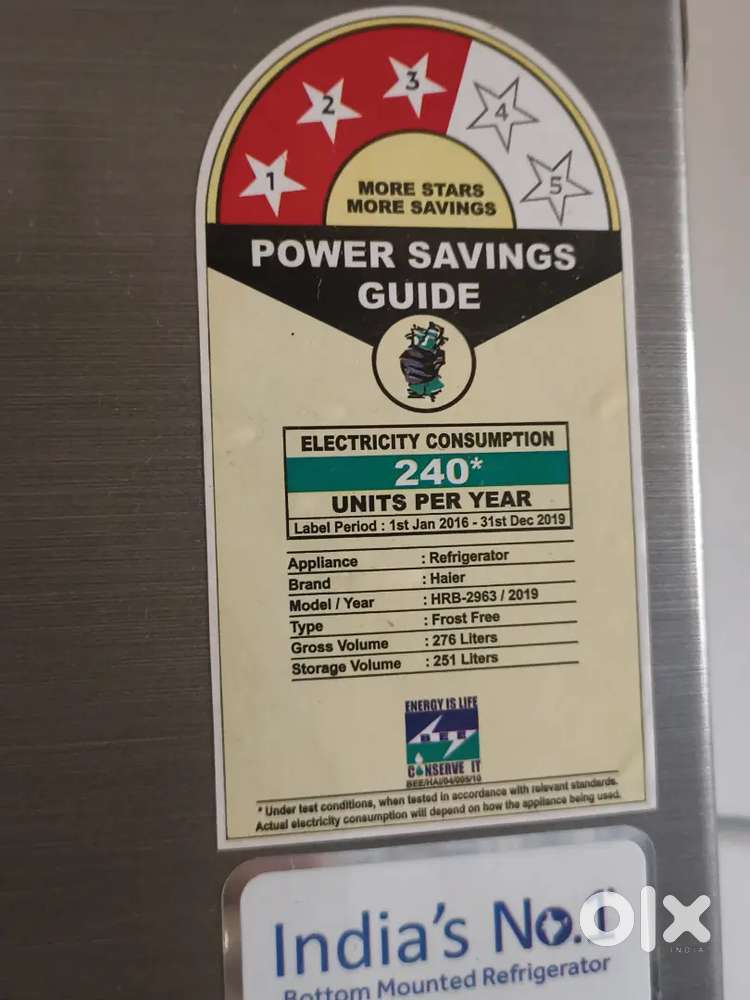 1 2 3 4 5
MORE STARS
MORE SAVINGS
POWER SAVINGS
GUIDE
ELECTRICITY CONSUMPTION
240*
UNITS PER YEAR
Label Period : 1st Jan 2016 - 31st Dec 2019
Appliance : Refrigerator
Brand : Haier
Model / Year : HRB-2963 / 2019
Type : Frost Free
Gross Volume : 276 Liters
Storage Volume : 251 Liters
ENERGY IS LIFE
BEE
CONSERVE IT
* Under test conditions, when tested in accordance with relevant standards.
Actual electricity consumption will depend on how the appliance being used.
India's No.1
Bottom Mounted Refrigerator
olx
INDIA